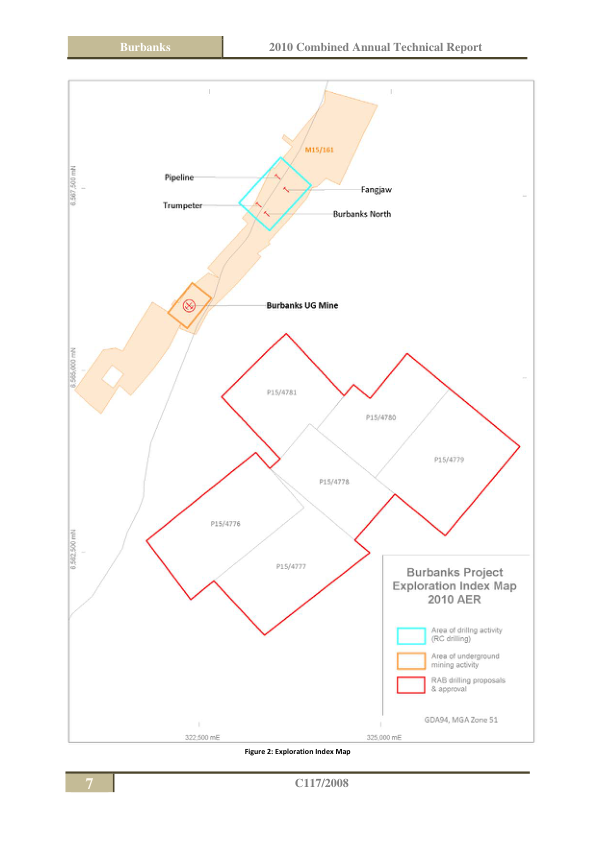 Burbanks
2010 Combined Annual Technical Report
M15/161
Pipeline
Fangjaw
Trumpeter
Burbanks North
6,567,500 mN
Burbanks UG Mine
6,565,000 mN
P15/4781
P15/4780
P15/4779
P15/4778
P15/4776
P15/4777
6,562,500 mN
Burbanks Project
Exploration Index Map
2010 AER
Area of drillng activity
(RC drilling)
Area of underground
mining activity
RAB drilling proposals
& approval
GDA94, MGA Zone 51
322,500 mE
325,000 mE
Figure 2: Exploration Index Map
7
C117/2008